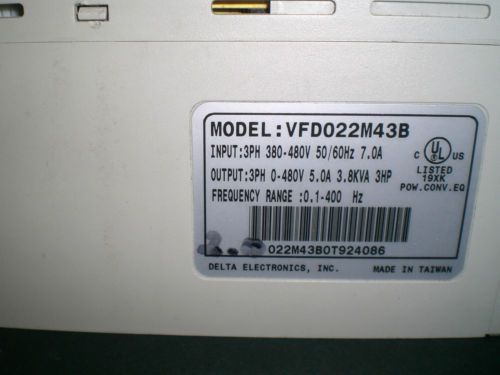 MODEL:VFD022M43B
INPUT:3PH 380-480V 50/60Hz 7.0A
OUTPUT:3PH 0-480V 5.0A 3.8KVA 3HP
FREQUENCY RANGE :0.1-400 Hz
C UL US
LISTED
19XK
POW.CONV.EQ
022M43B0T924086
DELTA ELECTRONICS, INC. MADE IN TAIWAN